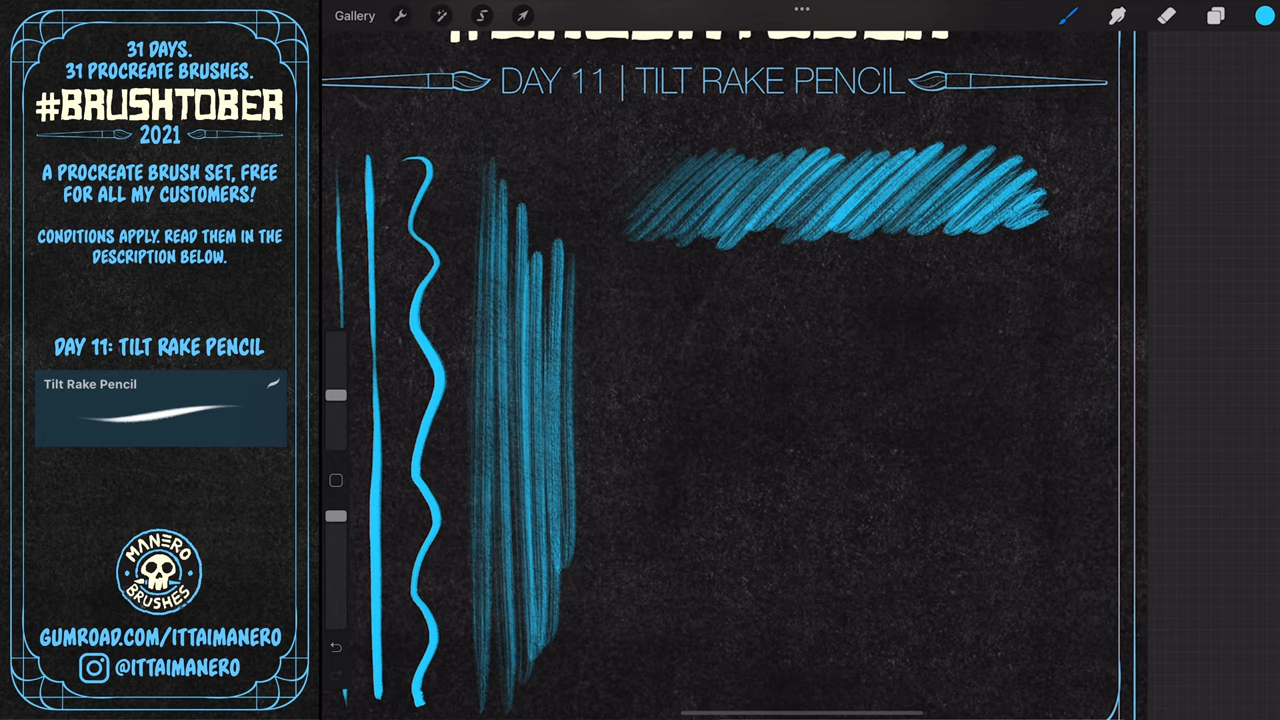 31 DAYS.
31 PROCREATE BRUSHES.
#BRUSHTOBER
2021
A PROCREATE BRUSH SET, FREE
FOR ALL MY CUSTOMERS!
CONDITIONS APPLY. READ THEM IN THE
DESCRIPTION BELOW.
DAY 11: TILT RAKE PENCIL
Tilt Rake Pencil
MANERO
BRUSHES
GUMROAD.COM/ITTAIMANERO
@ITTAIMANERO
Gallery
DAY 11 | TILT RAKE PENCIL